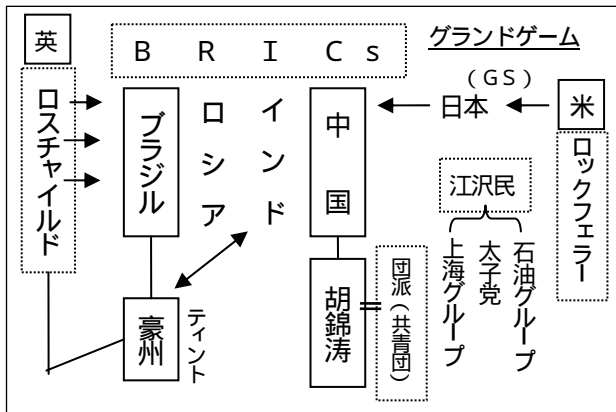 英
BRICs
グランドゲーム
(GS)
ロスチャイルド
ブラジル
ロシア
インド
中国
日本
米
ロックフェラー
江沢民
上海グループ
太子党
石油グループ
豪州
ティント
胡錦涛
団派(共青団)